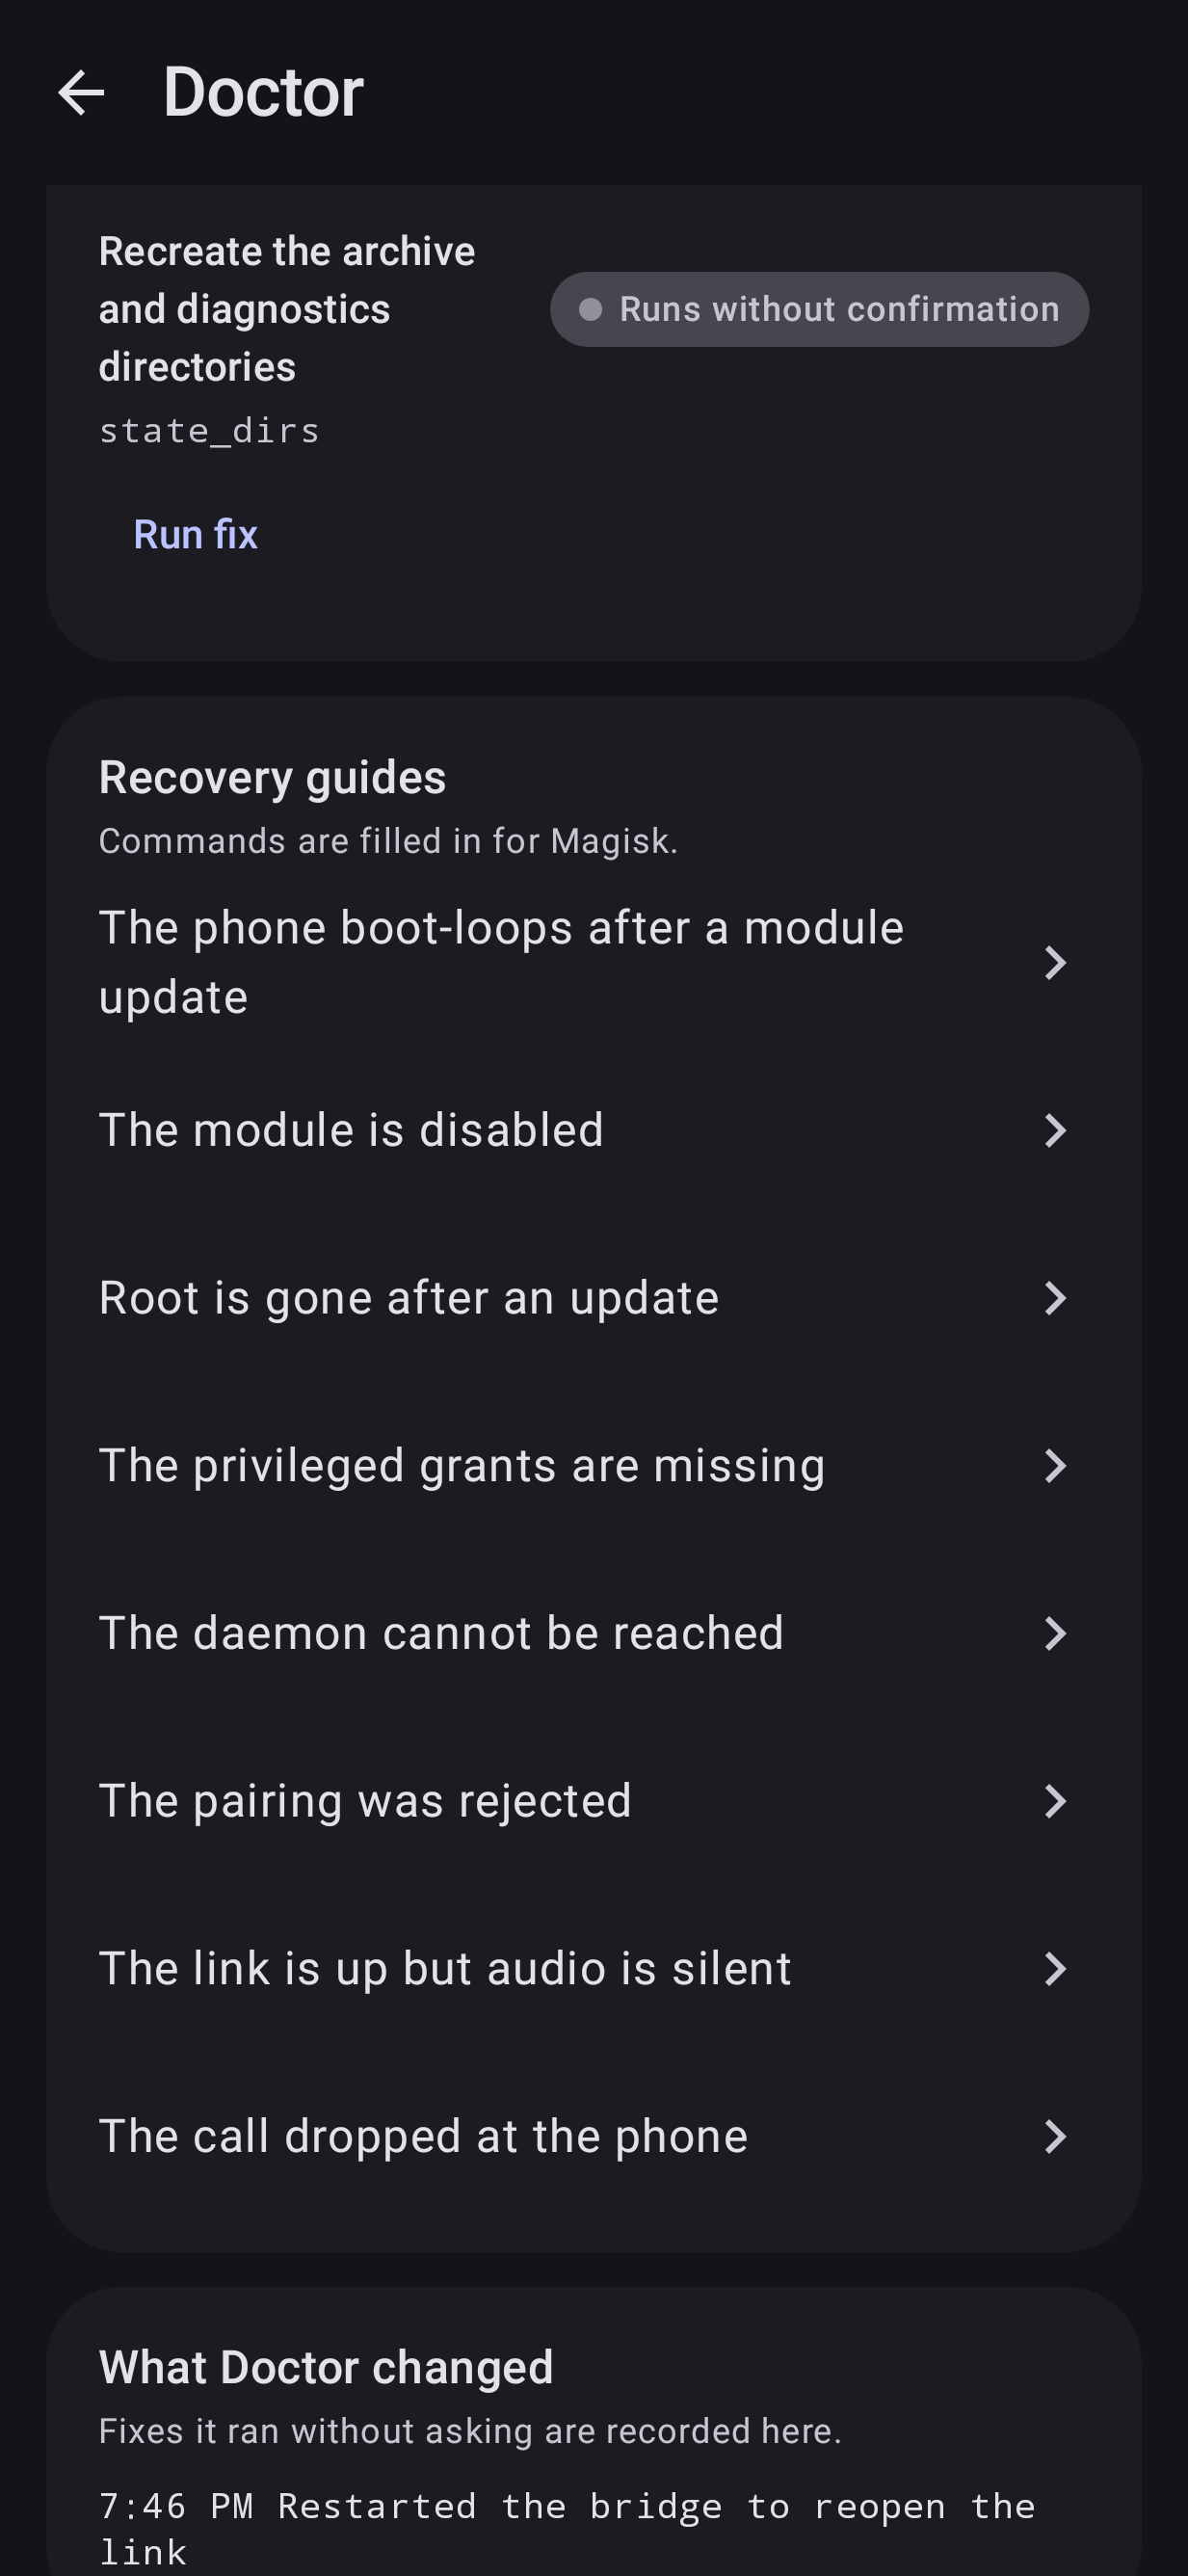 Doctor
Recreate the archive
and diagnostics
directories
Runs without confirmation
state_dirs
Run fix
Recovery guides
Commands are filled in for Magisk.
The phone boot-loops after a module
update
The module is disabled
Root is gone after an update
The privileged grants are missing
The daemon cannot be reached
The pairing was rejected
The link is up but audio is silent
The call dropped at the phone
What Doctor changed
Fixes it ran without asking are recorded here.
7:46 PM Restarted the bridge to reopen the
link